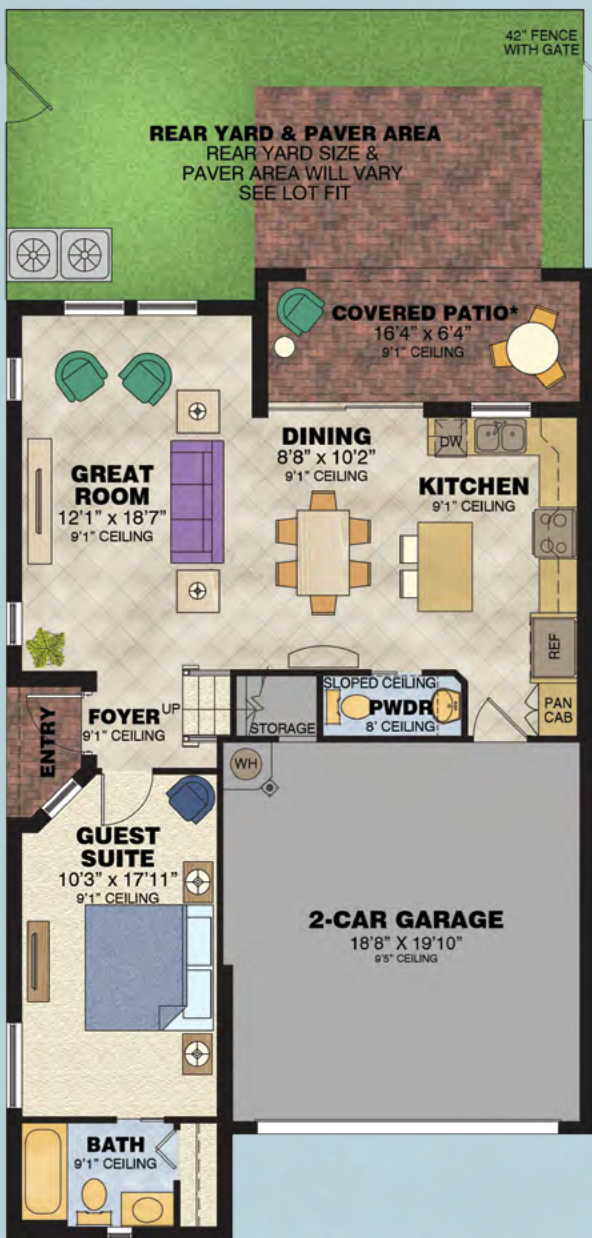 42" FENCE
WITH GATE
REAR YARD & PAVER AREA
REAR YARD SIZE &
PAVER AREA WILL VARY
SEE LOT FIT
COVERED PATIO*
16'4" x 6'4"
9'1" CEILING
DINING
8'8" x 10'2"
9'1" CEILING
DW
KITCHEN
9'1" CEILING
GREAT
ROOM
12'1" x 18'7"
9'1" CEILING
REF
PAN
CAB
SLOPED CEILING
PWDR
8' CEILING
STORAGE
UP
FOYER
9'1" CEILING
ENTRY
WH
GUEST
SUITE
10'3" x 17'11"
9'1" CEILING
2-CAR GARAGE
18'8" X 19'10"
9'5" CEILING
BATH
9'1" CEILING